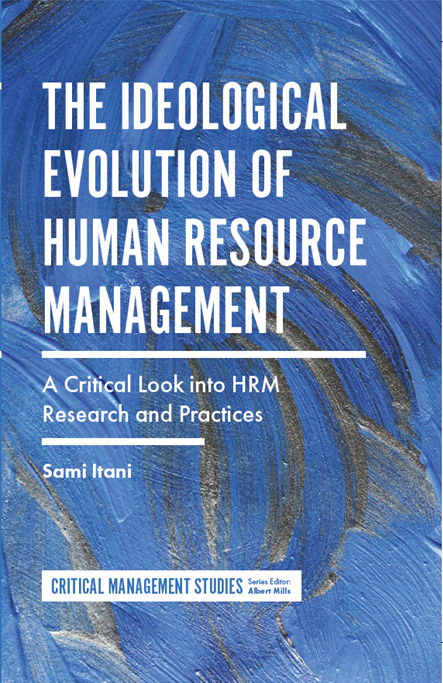 THE IDEOLOGICAL
EVOLUTION OF
HUMAN RESOURCE
MANAGEMENT
A Critical Look into HRM
Research and Practices
Sami Itani
CRITICAL MANAGEMENT STUDIES
Series Editor:
Albert Mills